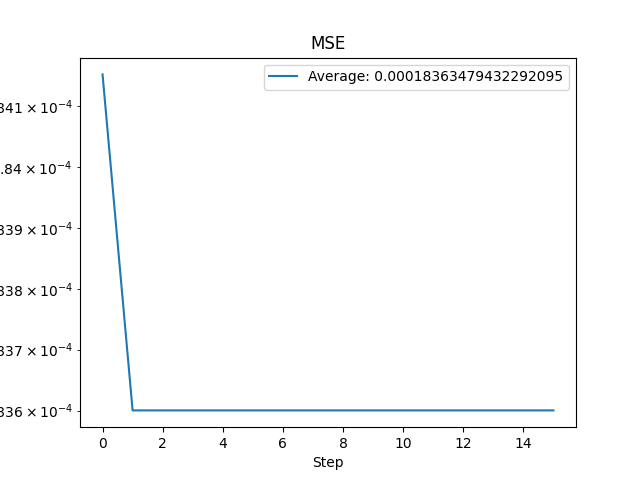 MSE
Average: 0.00018363479432292095
841 × 10⁻⁴
.84 × 10⁻⁴
839 × 10⁻⁴
838 × 10⁻⁴
837 × 10⁻⁴
836 × 10⁻⁴
0 2 4 6 8 10 12 14
Step